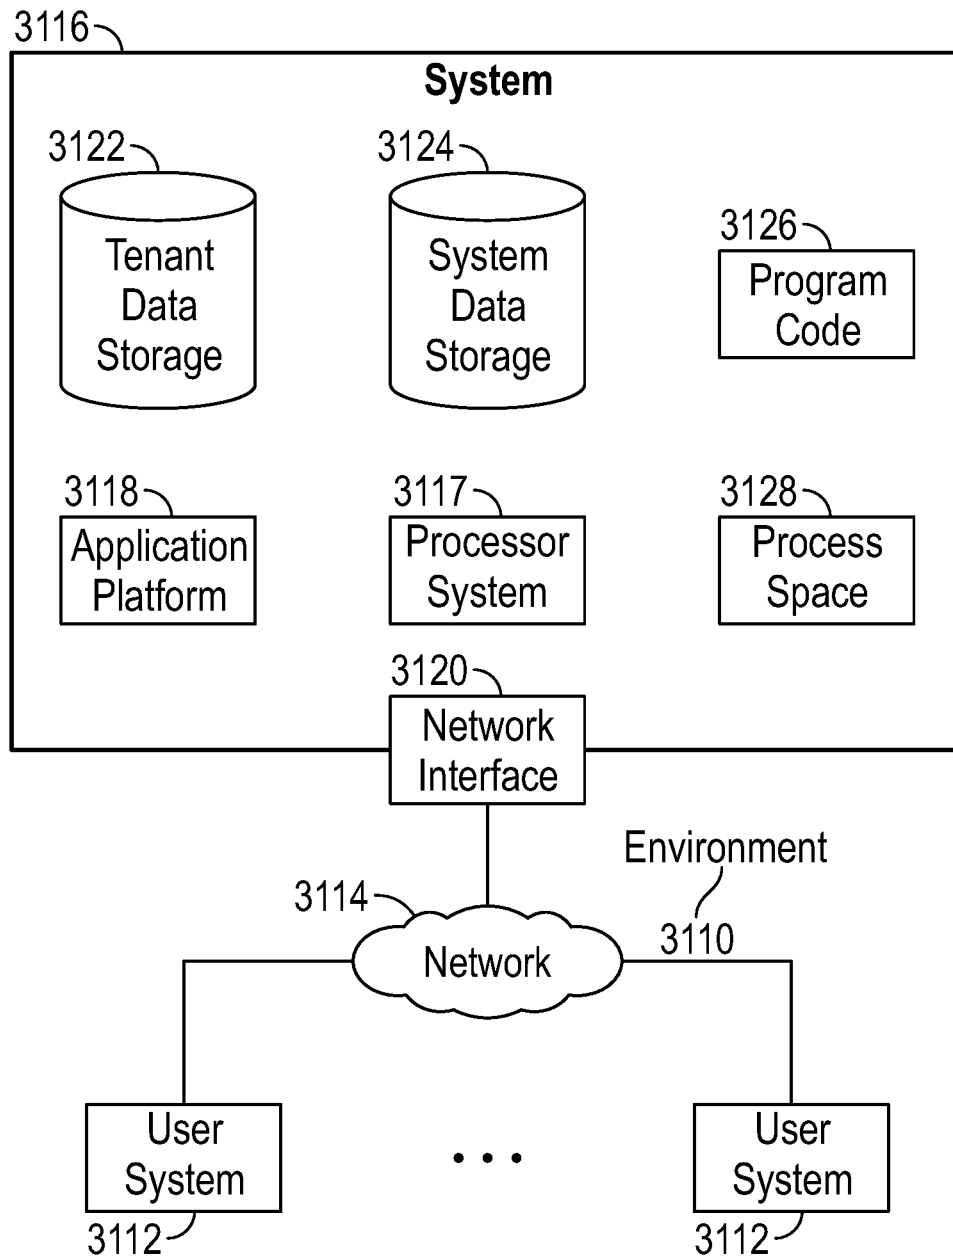 3116
System
3122
Tenant
Data
Storage
3124
System
Data
Storage
3126
Program
Code
3118
Application
Platform
3117
Processor
System
3128
Process
Space
3120
Network
Interface
Environment
3110
3114
Network
User
System
3112
User
System
3112